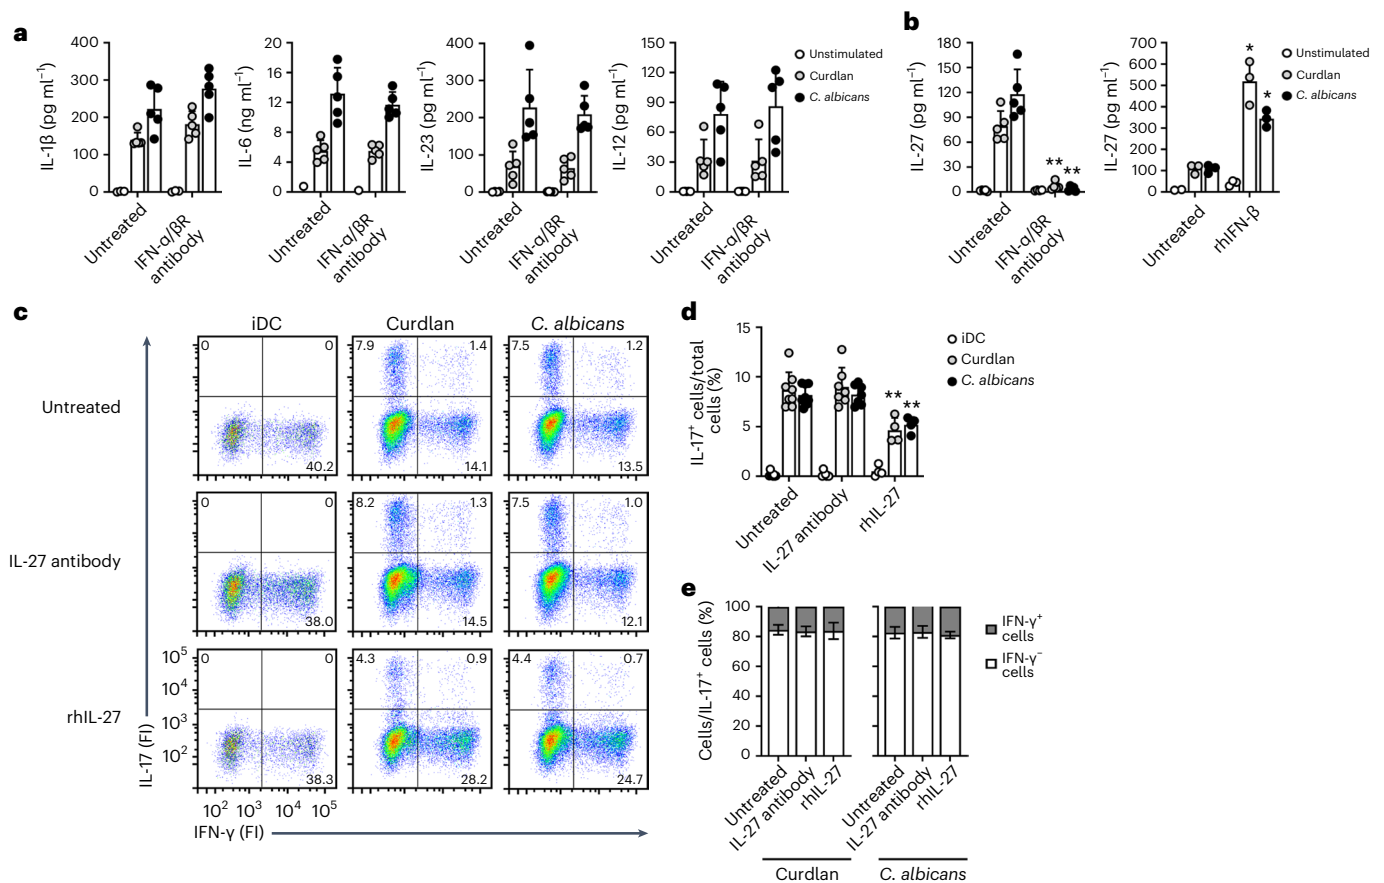 a
IL-1β (pg ml⁻¹)
400
300
200
100
0
Untreated
IFN-α/βR
antibody
IL-6 (ng ml⁻¹)
20
16
12
8
4
0
Untreated
IFN-α/βR
antibody
IL-23 (pg ml⁻¹)
400
300
200
100
0
Untreated
IFN-α/βR
antibody
IL-12 (pg ml⁻¹)
150
120
90
60
30
0
Untreated
IFN-α/βR
antibody
Unstimulated
Curdlan
C. albicans
b
IL-27 (pg ml⁻¹)
180
150
120
90
60
30
0
**
**
Untreated
IFN-α/βR
antibody
IL-27 (pg ml⁻¹)
700
600
500
400
300
200
100
0
*
*
Untreated
rhIFN-β
Unstimulated
Curdlan
C. albicans
c
iDC
Curdlan
C. albicans
Untreated
0 0
40.2
7.9 1.4
14.1
7.5 1.2
13.5
IL-27 antibody
0 0
38.0
8.2 1.3
14.5
7.5 1.0
12.1
rhIL-27
0 0
38.3
4.3 0.9
28.2
4.4 0.7
24.7
10⁵
10⁴
10³
10²
IL-17 (FI)
10² 10³ 10⁴ 10⁵
IFN-γ (FI)
d
IL-17⁺ cells/total
cells (%)
15
10
5
0
**
**
Untreated
IL-27 antibody
rhIL-27
iDC
Curdlan
C. albicans
e
Cells/IL-17⁺ cells (%)
100
80
60
40
20
0
Untreated
IL-27 antibody
rhIL-27
Curdlan
Untreated
IL-27 antibody
rhIL-27
C. albicans
IFN-γ⁺
cells
IFN-γ⁻
cells